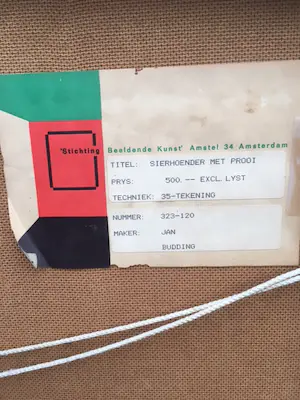 'Stichting Beeldende Kunst' Amstel 34 Amsterdam
TITEL: SIERHOENDER MET PROOI
PRYS: 500.-- EXCL. LYST
TECHNIEK: 35-TEKENING
NUMMER: 323-120
MAKER: JAN
BUDDING